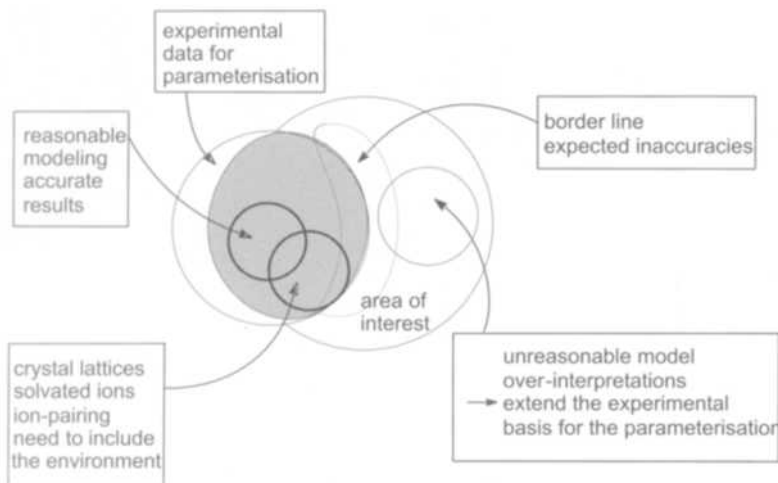 experimental
data for
parameterisation
reasonable
modeling
accurate
results
border line
expected inaccuracies
area of
interest
crystal lattices
solvated ions
ion-pairing
need to include
the environment
unreasonable model
over-interpretations
extend the experimental
basis for the parameterisation